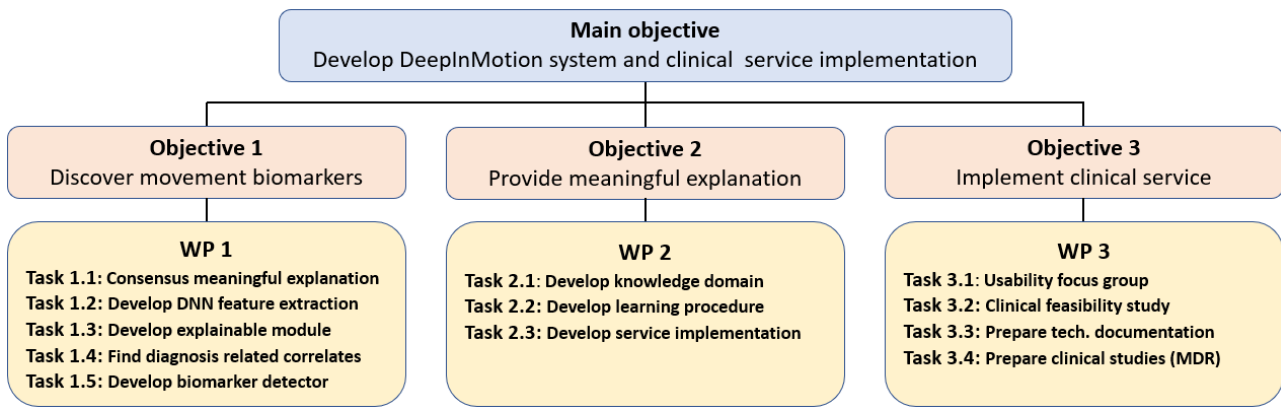 Main objective
Develop DeepInMotion system and clinical service implementation
Objective 1
Discover movement biomarkers
Objective 2
Provide meaningful explanation
Objective 3
Implement clinical service
WP 1
Task 1.1: Consensus meaningful explanation
Task 1.2: Develop DNN feature extraction
Task 1.3: Develop explainable module
Task 1.4: Find diagnosis related correlates
Task 1.5: Develop biomarker detector
WP 2
Task 2.1: Develop knowledge domain
Task 2.2: Develop learning procedure
Task 2.3: Develop service implementation
WP 3
Task 3.1: Usability focus group
Task 3.2: Clinical feasibility study
Task 3.3: Prepare tech. documentation
Task 3.4: Prepare clinical studies (MDR)